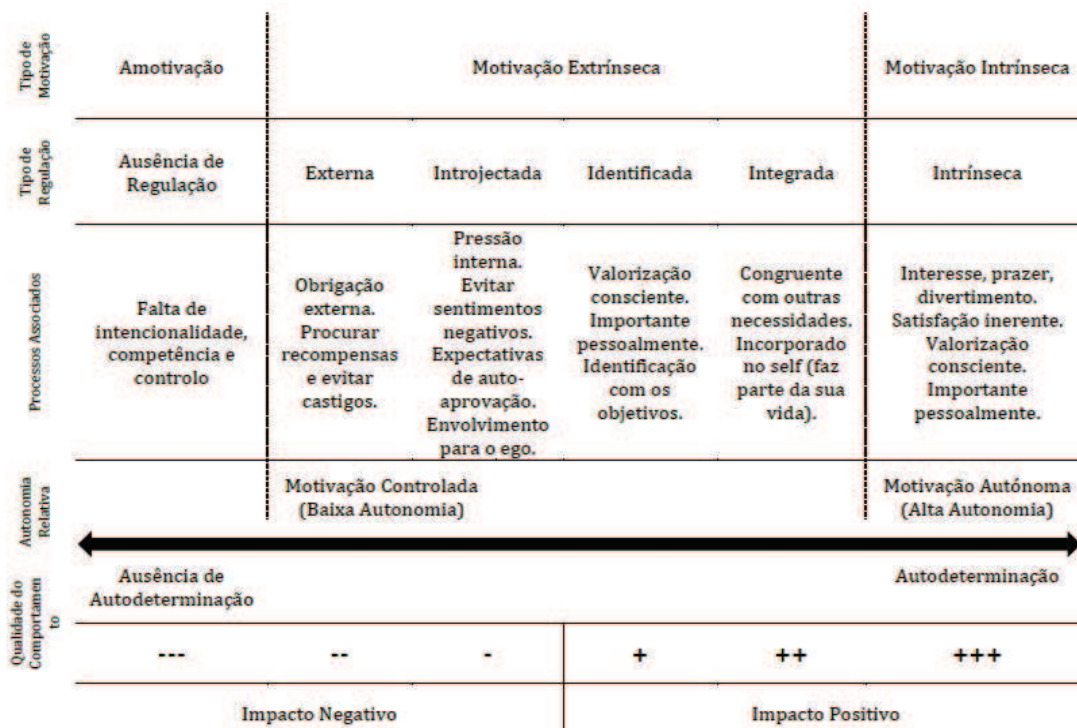 Tipo de
Motivação
Amotivação
Motivação Extrínseca
Motivação Intrínseca
Tipo de
Regulação
Ausência de
Regulação
Externa
Introjectada
Identificada
Integrada
Intrínseca
Processos Associados
Falta de
intencionalidade,
competência e
controlo
Obrigação
externa.
Procurar
recompensas
e evitar
castigos.
Pressão
interna.
Evitar
sentimentos
negativos.
Expectativas
de auto-
aprovação.
Envolvimento
para o ego.
Valorização
consciente.
Importante
pessoalmente.
Identificação
com os
objetivos.
Congruente
com outras
necessidades.
Incorporado
no self (faz
parte da sua
vida).
Interesse, prazer,
divertimento.
Satisfação inerente.
Valorização
consciente.
Importante
pessoalmente.
Autonomia
Relativa
Motivação Controlada
(Baixa Autonomia)
Motivação Autónoma
(Alta Autonomia)
Qualidade do
Comportamen
to
Ausência de
Autodeterminação
Autodeterminação
---
--
-
+
++
+++
Impacto Negativo
Impacto Positivo